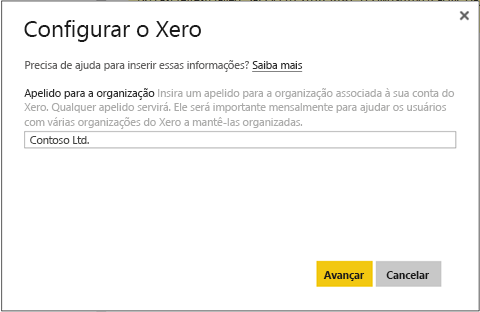 Configurar o Xero
Precisa de ajuda para inserir essas informações? Saiba mais
Apelido para a organização Insira um apelido para a organização associada à sua conta do
Xero. Qualquer apelido servirá. Ele será importante mensalmente para ajudar os usuários
com várias organizações do Xero a mantê-las organizadas.
Contoso Ltd.
Avançar Cancelar